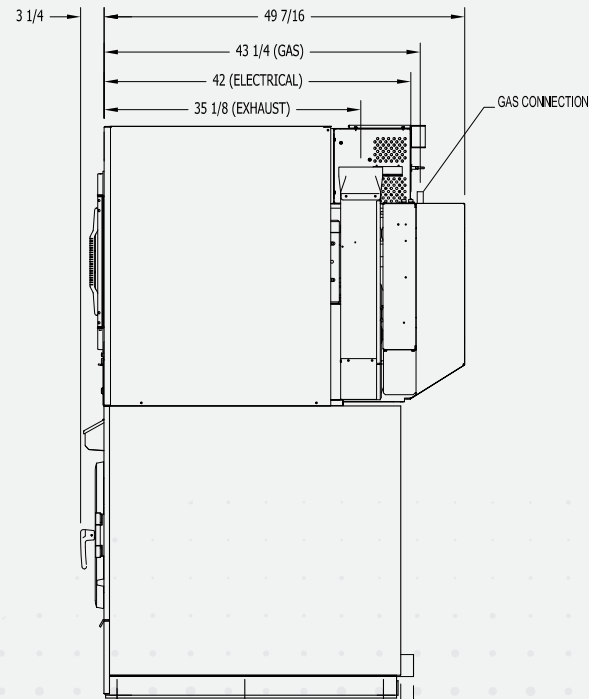 3 1/4
49 7/16
43 1/4 (GAS)
42 (ELECTRICAL)
35 1/8 (EXHAUST)
GAS CONNECTION